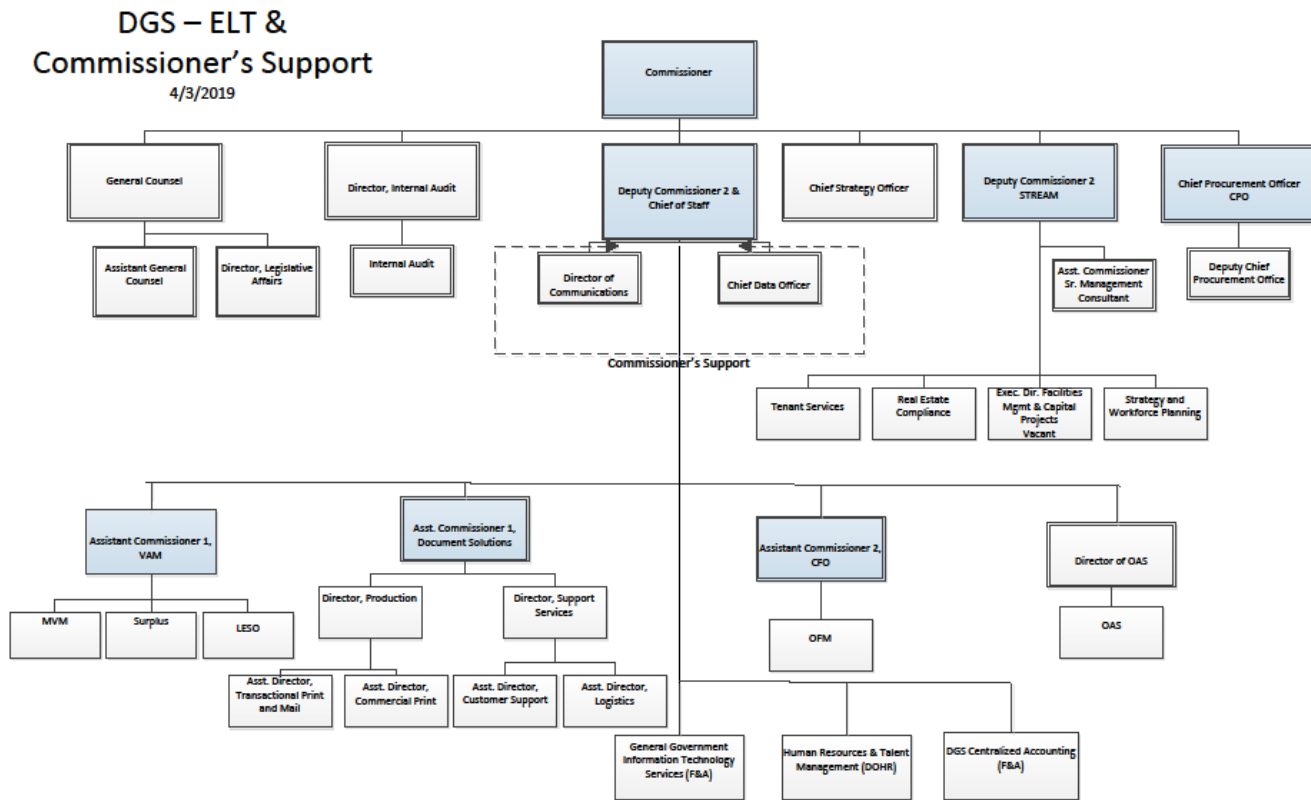 DGS – ELT &
Commissioner's Support
4/3/2019
Commissioner
General Counsel
Director, Internal Audit
Deputy Commissioner 2 &
Chief of Staff
Chief Strategy Officer
Deputy Commissioner 2
STREAM
Chief Procurement Officer
CPO
Assistant General
Counsel
Director, Legislative
Affairs
Internal Audit
Director of
Communications
Chief Data Officer
Asst. Commissioner
Sr. Management
Consultant
Deputy Chief
Procurement Office
Commissioner's Support
Tenant Services
Real Estate
Compliance
Exec. Dir. Facilities
Mgmt & Capital
Projects
Vacant
Strategy and
Workforce Planning
Assistant Commissioner 1,
VAM
Asst. Commissioner 1,
Document Solutions
Assistant Commissioner 2,
CFO
Director of OAS
MVM
Surplus
LESO
Director, Production
Director, Support
Services
OFM
OAS
Asst. Director,
Transactional Print
and Mail
Asst. Director,
Commercial Print
Asst. Director,
Customer Support
Asst. Director,
Logistics
General Government
Information Technology
Services (F&A)
Human Resources & Talent
Management (DOHR)
DGS Centralized Accounting
(F&A)